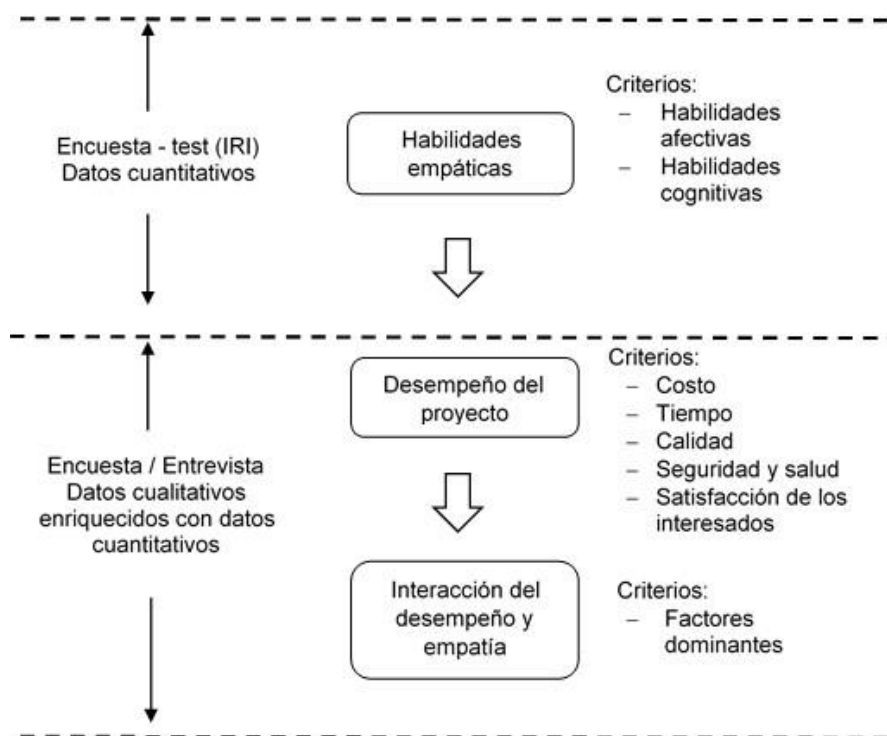 Encuesta - test (IRI)
Datos cuantitativos
Habilidades
empáticas
Criterios:
– Habilidades
afectivas
– Habilidades
cognitivas
Encuesta / Entrevista
Datos cualitativos
enriquecidos con datos
cuantitativos
Desempeño del
proyecto
Criterios:
– Costo
– Tiempo
– Calidad
– Seguridad y salud
– Satisfacción de los
interesados
Interacción del
desempeño y
empatía
Criterios:
– Factores
dominantes